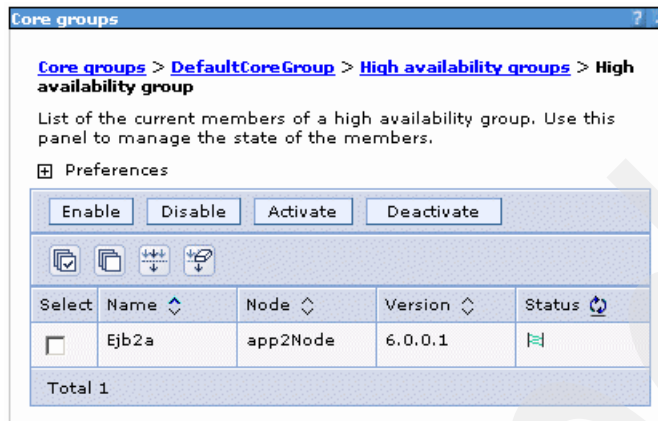 Core groups ?
Core groups > DefaultCoreGroup > High availability groups > High
availability group
List of the current members of a high availability group. Use this
panel to manage the state of the members.
Preferences
Enable Disable Activate Deactivate
Select Name Node Version Status
Ejb2a app2Node 6.0.0.1
Total 1